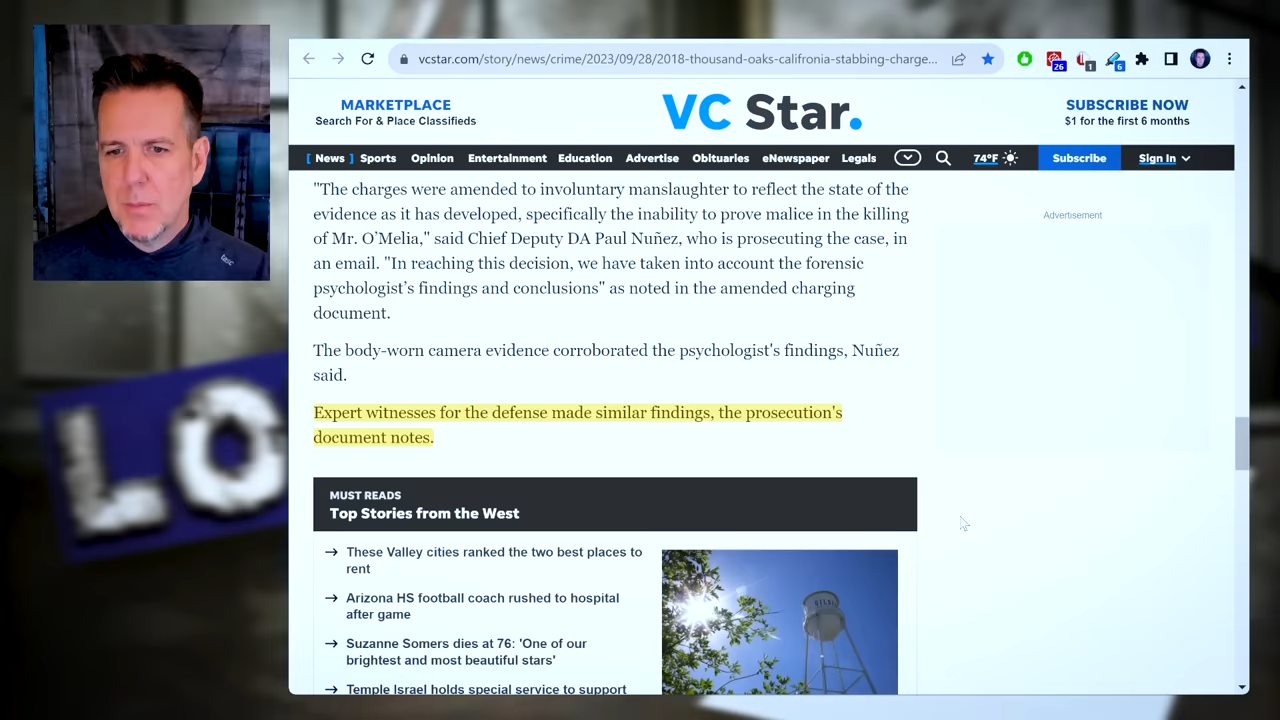 vcstar.com/story/news/crime/2023/09/28/2018-thousand-oaks-califronia-stabbing-charge...
26
1
6
MARKETPLACE
Search For & Place Classifieds
VC Star.
SUBSCRIBE NOW
$1 for the first 6 months
[ News ] Sports Opinion Entertainment Education Advertise Obituaries eNewspaper Legals 74°F Subscribe Sign In
"The charges were amended to involuntary manslaughter to reflect the state of the
evidence as it has developed, specifically the inability to prove malice in the killing
of Mr. O’Melia," said Chief Deputy DA Paul Nuñez, who is prosecuting the case, in
an email. "In reaching this decision, we have taken into account the forensic
psychologist’s findings and conclusions" as noted in the amended charging
document.
Advertisement
The body-worn camera evidence corroborated the psychologist's findings, Nuñez
said.
Expert witnesses for the defense made similar findings, the prosecution's
document notes.
MUST READS
Top Stories from the West
→ These Valley cities ranked the two best places to
rent
→ Arizona HS football coach rushed to hospital
after game
→ Suzanne Somers dies at 76: 'One of our
brightest and most beautiful stars'
→ Temple Israel holds special service to support
LO